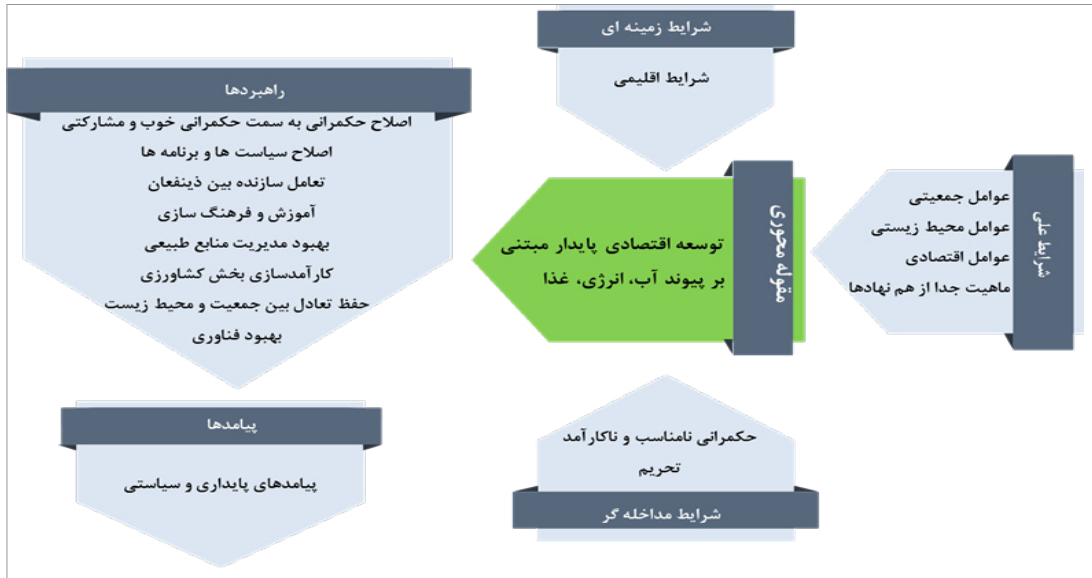 شرایط زمینه ای
شرایط اقلیمی
شرایط علی
عوامل جمعیتی
عوامل محیط زیستی
عوامل اقتصادی
ماهیت جدا از هم نهادها
مقوله محوری
توسعه اقتصادی پایدار مبتنی
بر پیوند آب، انرژی، غذا
حکمرانی نامناسب و ناکارآمد
تحریم
شرایط مداخله گر
راهبردها
اصلاح حکمرانی به سمت حکمرانی خوب و مشارکتی
اصلاح سیاست ها و برنامه ها
تعامل سازنده بین ذینفعان
آموزش و فرهنگ سازی
بهبود مدیریت منابع طبیعی
کارآمدسازی بخش کشاورزی
حفظ تعادل بین جمعیت و محیط زیست
بهبود فناوری
پیامدها
پیامدهای پایداری و سیاستی